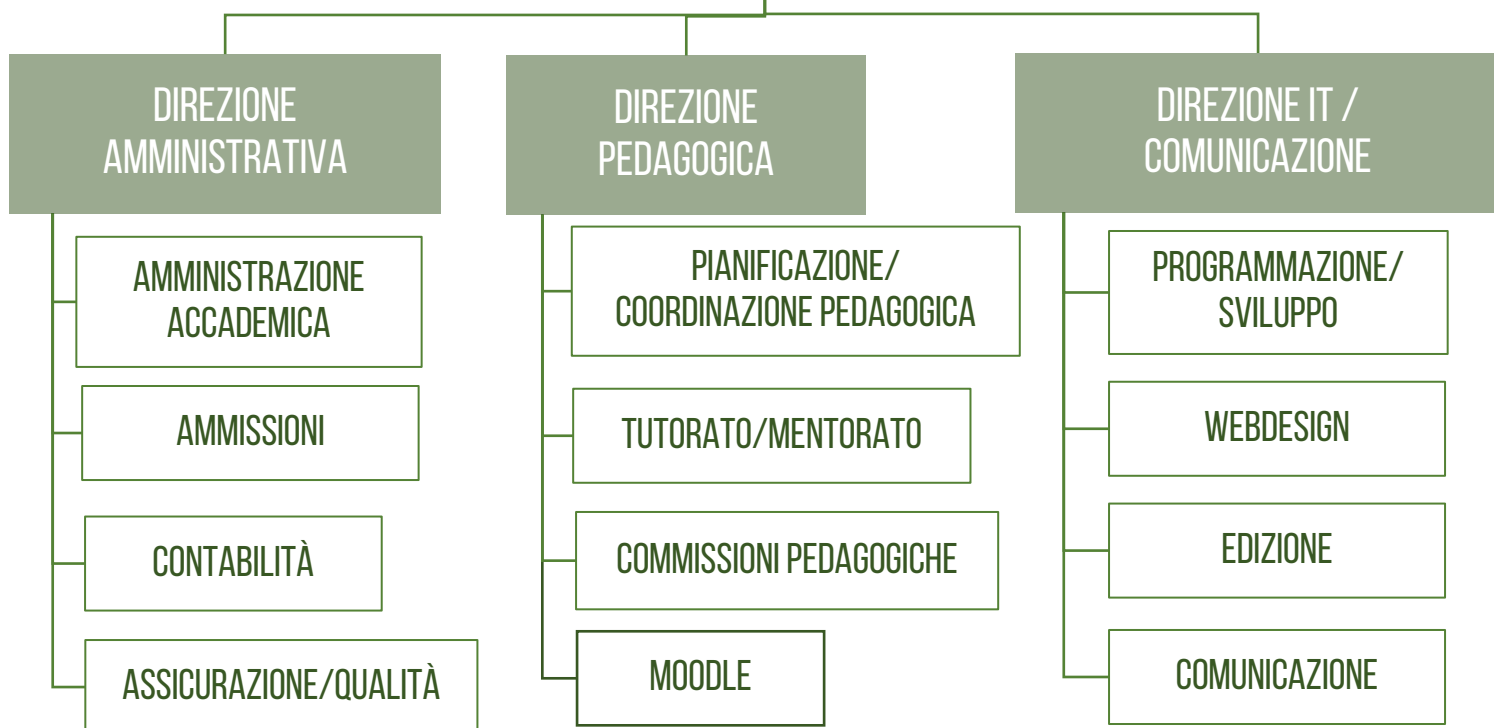 DIREZIONE
AMMINISTRATIVA
AMMINISTRAZIONE
ACCADEMICA
AMMISSIONI
CONTABILITÀ
ASSICURAZIONE/QUALITÀ
DIREZIONE
PEDAGOGICA
PIANIFICAZIONE/
COORDINAZIONE PEDAGOGICA
TUTORATO/MENTORATO
COMMISSIONI PEDAGOGICHE
MOODLE
DIREZIONE IT /
COMUNICAZIONE
PROGRAMMAZIONE/
SVILUPPO
WEBDESIGN
EDIZIONE
COMUNICAZIONE